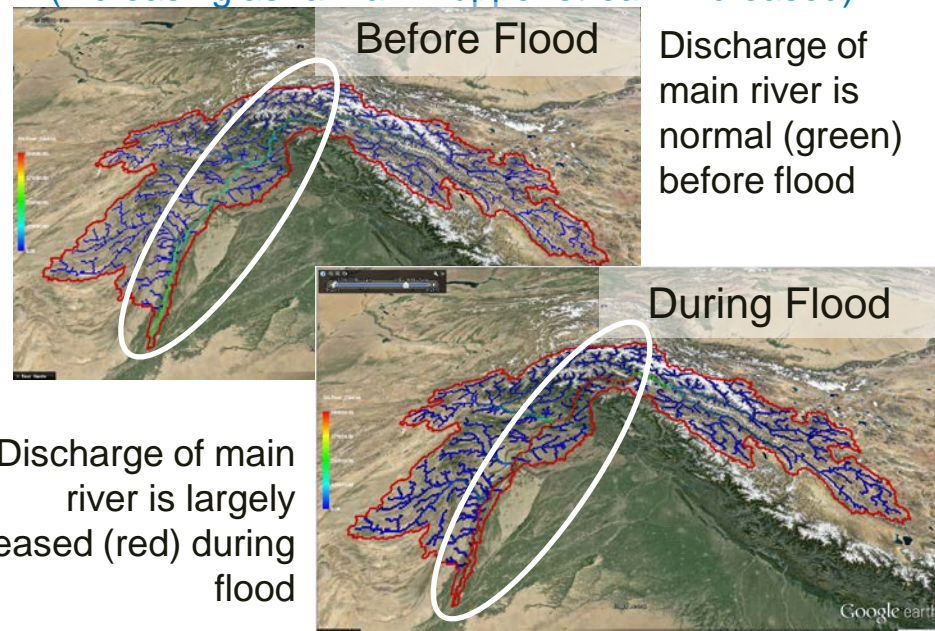 Before Flood
Discharge of
main river is
normal (green)
before flood
During Flood
Discharge of main
river is largely
eased (red) during
flood
Google earth